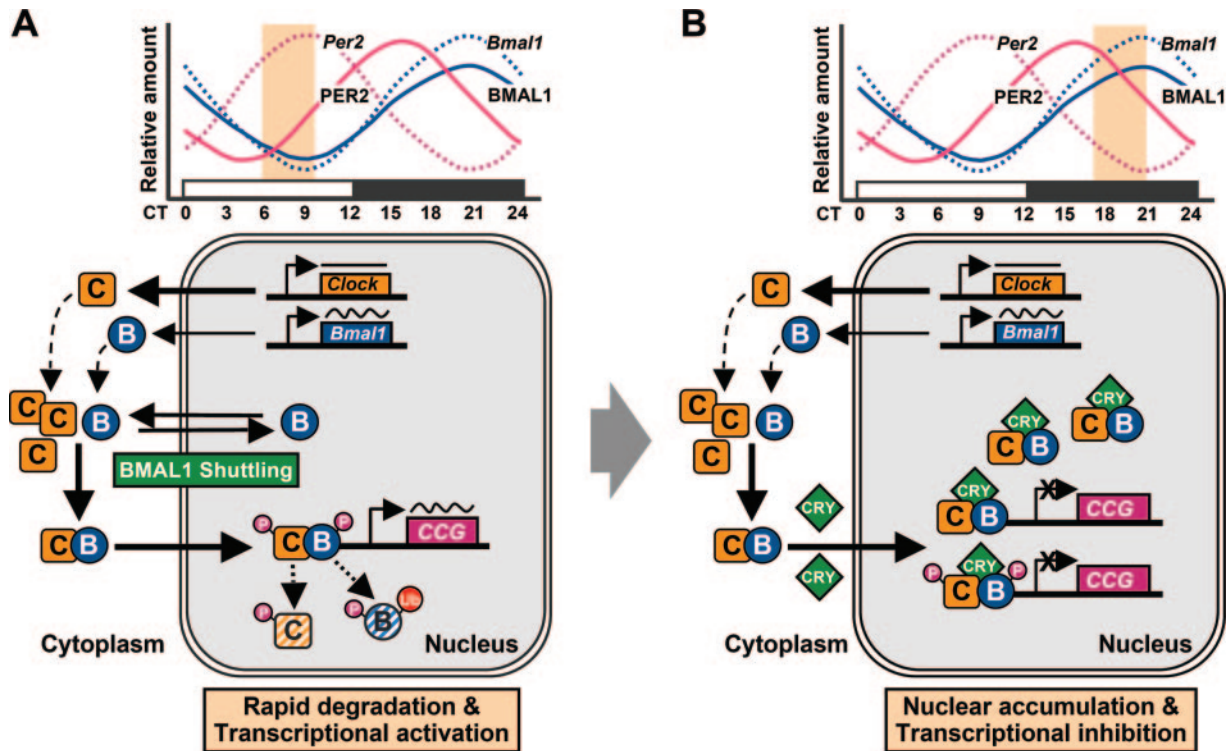 A
Relative amount
Per2
Bmal1
PER2
BMAL1
CT 0 3 6 9 12 15 18 21 24
C
Clock
B
Bmal1
C
C
B
B
C
BMAL1 Shuttling
C B
P
P
C B
CCG
P
C
P
B
Ub
Cytoplasm
Nucleus
Rapid degradation &
Transcriptional activation
B
Relative amount
Per2
Bmal1
PER2
BMAL1
CT 0 3 6 9 12 15 18 21 24
C
Clock
B
Bmal1
C
C
B
C
CRY
C B
CRY
C B
CRY
C B
X
CCG
CRY
C B
CRY
CRY
P
C B
P
X
CCG
Cytoplasm
Nucleus
Nuclear accumulation &
Transcriptional inhibition